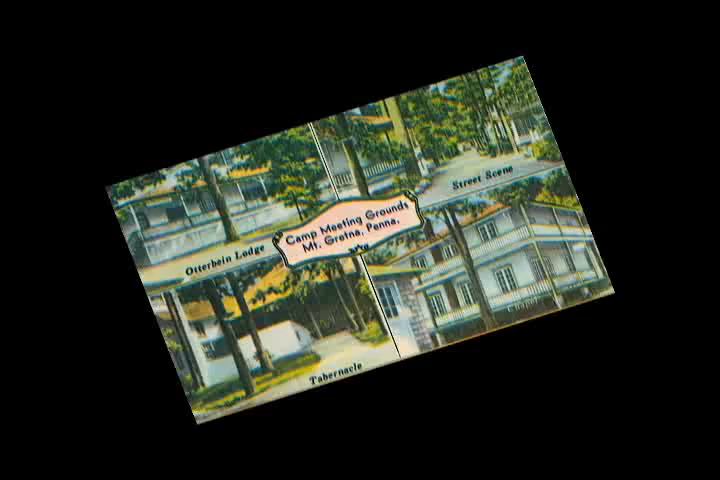 Otterbein Lodge
Street Scene
Camp Meeting Grounds
Mt. Gretna, Penna.
Tabernacle